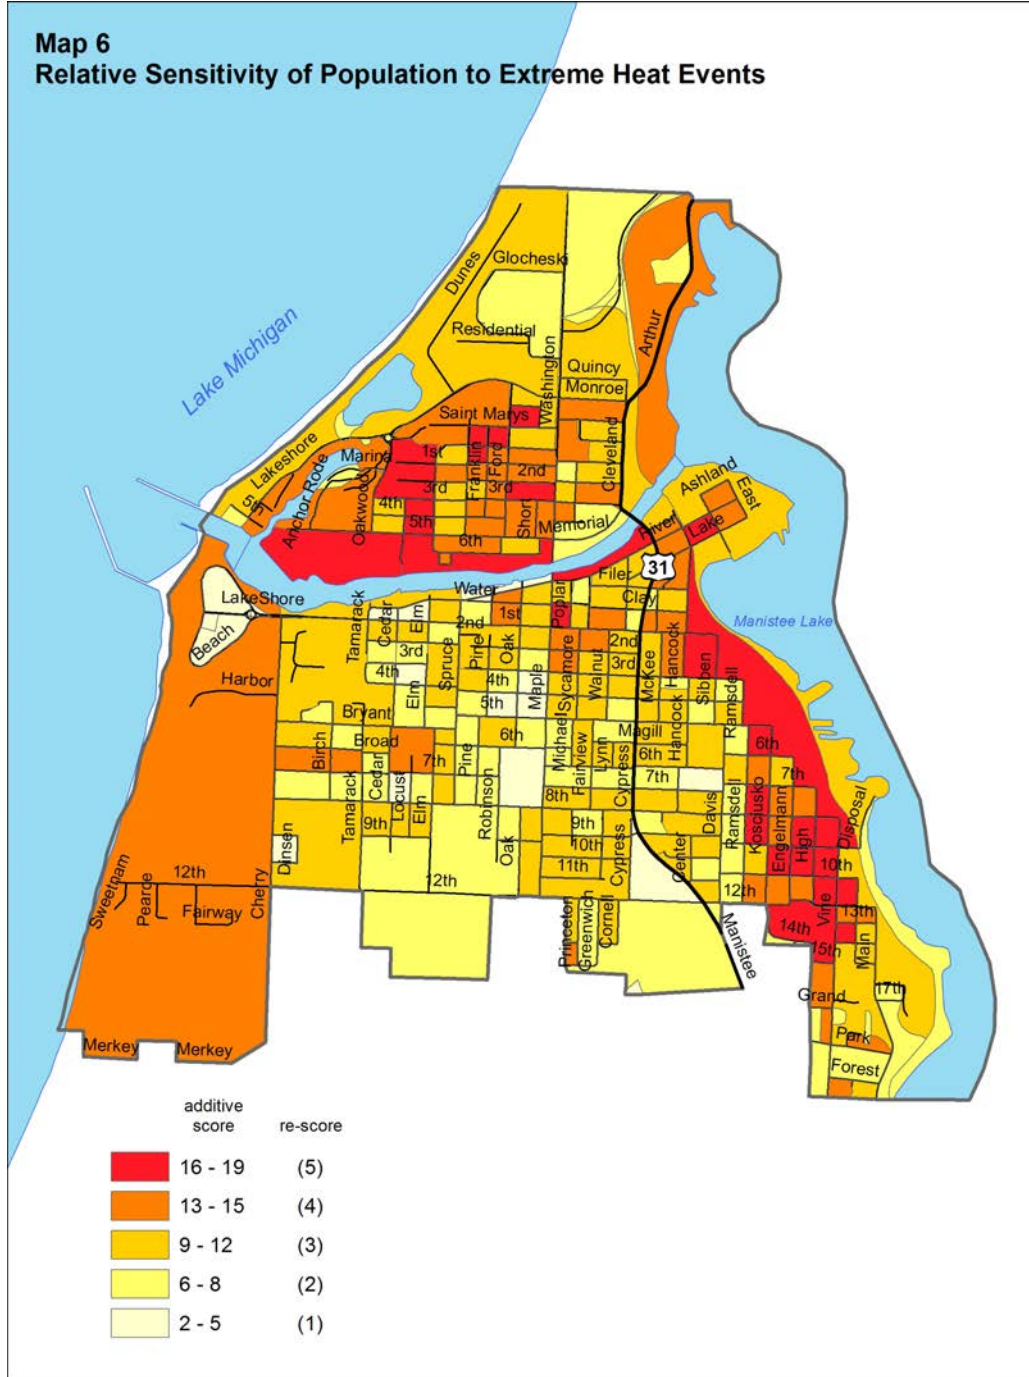 Map 6
Relative Sensitivity of Population to Extreme Heat Events
Glocheski
Dunes
Lake Michigan
Residential
Arthur
Washington
Quincy
Monroe
Saint Marys
Lakeshore
Marina
1st
Franklin
Ford
2nd
Cleveland
Ashland
East
Anchor Rode
Oakwood
3rd
3rd
5th
4th
5th
Short
Memorial
River
Lake
6th
31
Filer
Water
Clay
LakeShore
Beach
Tamarack
Cedar
Elm
2nd
1st
Poplar
Manistee Lake
3rd
Spruce
Pine
Oak
Sycamore
Walnut
2nd
3rd
McKee
Hancock
Sibben
4th
4th
Maple
Harbor
Elm
5th
Ramsdell
Bryant
Broad
6th
Michael
Fairview
Lynn
Magill
Hancock
6th
6th
Birch
7th
Pine
Cypress
7th
7th
Tamarack
Cedar
Locust
Elm
Robinson
8th
Davis
Ramsdell
Kosciusko
Engelmann
High
Disposal
9th
9th
Dinsen
Oak
10th
Cypress
Center
10th
11th
12th
12th
12th
Sweetnam
Pearce
Fairway
Cherry
Princeton
Greenwich
Cornell
Manistee
Vine
13th
14th
15th
Main
17th
Grand
Park
Forest
Merkey
Merkey
additive
score
re-score
16 - 19 (5)
13 - 15 (4)
9 - 12 (3)
6 - 8 (2)
2 - 5 (1)